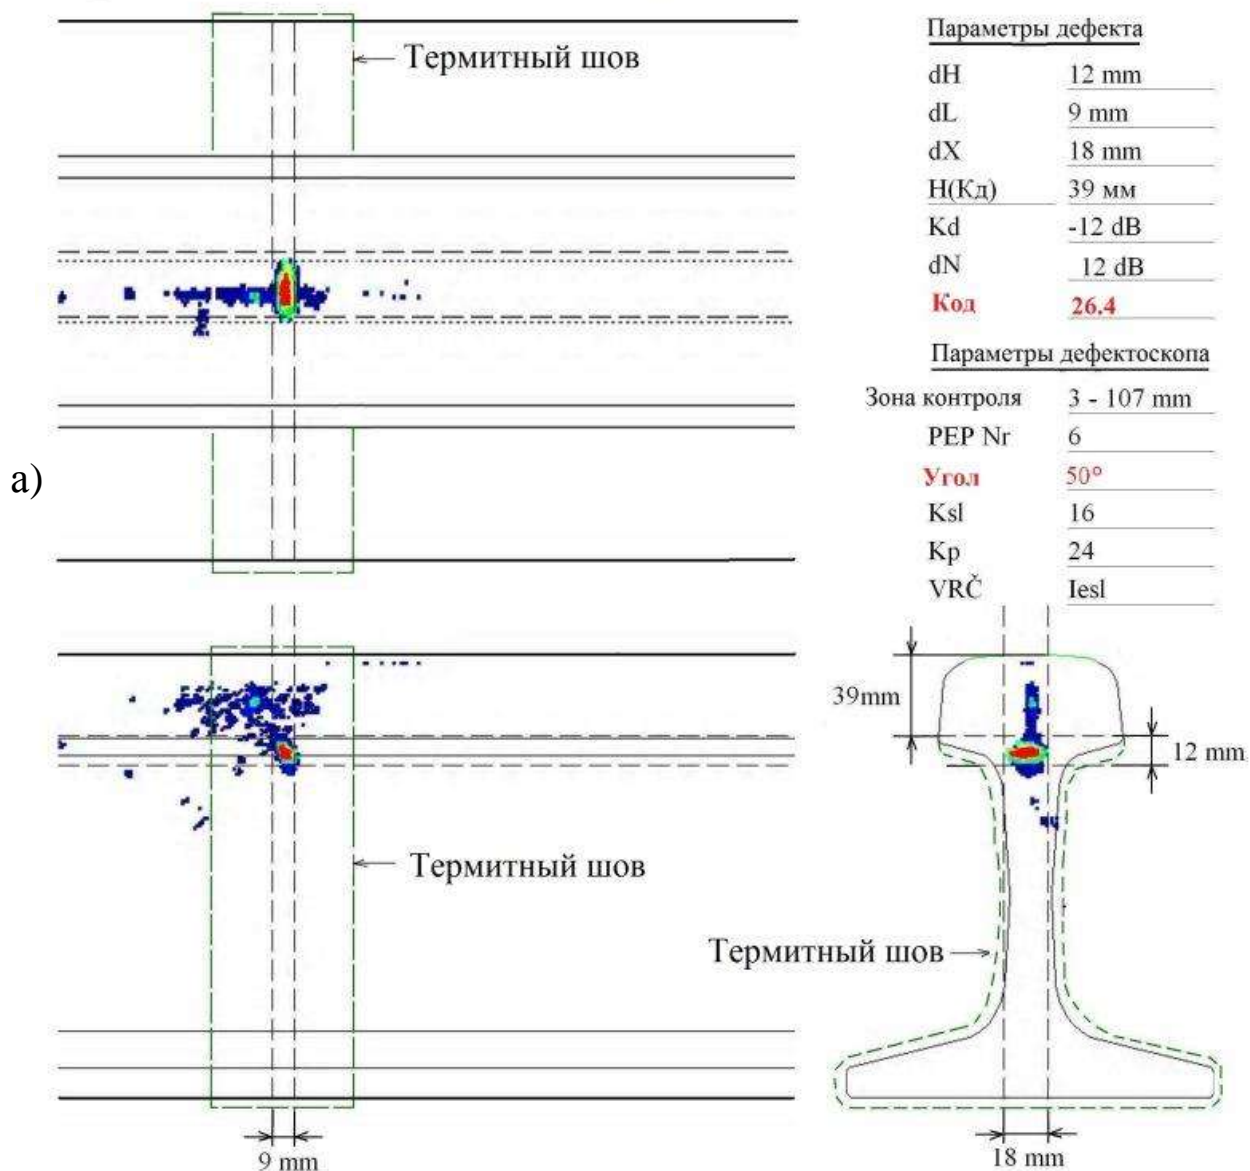 Термитный шов
Параметры дефекта
dH 12 mm
dL 9 mm
dX 18 mm
Н(Кд) 39 мм
Kd -12 dB
dN 12 dB
Код 26.4
Параметры дефектоскопа
Зона контроля 3 - 107 mm
PEP Nr 6
Угол 50°
Ksl 16
Kp 24
VRČ Iesl
а)
39mm
12 mm
Термитный шов
Термитный шов
9 mm
18 mm